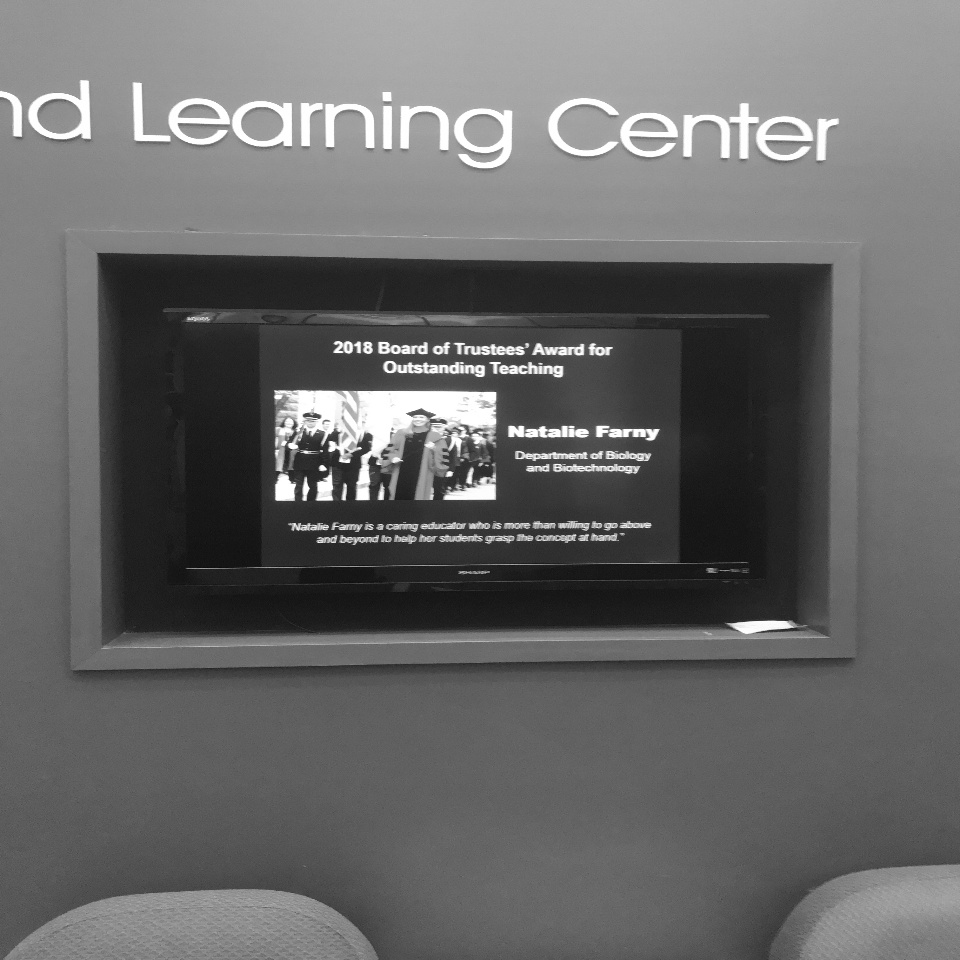 nd Learning Center
2018 Board of Trustees' Award for
Outstanding Teaching
Natalie Farny
Department of Biology
and Biotechnology
"Natalie Farny is a caring educator who is more than willing to go above
and beyond to help her students grasp the concept at hand."
SHARP